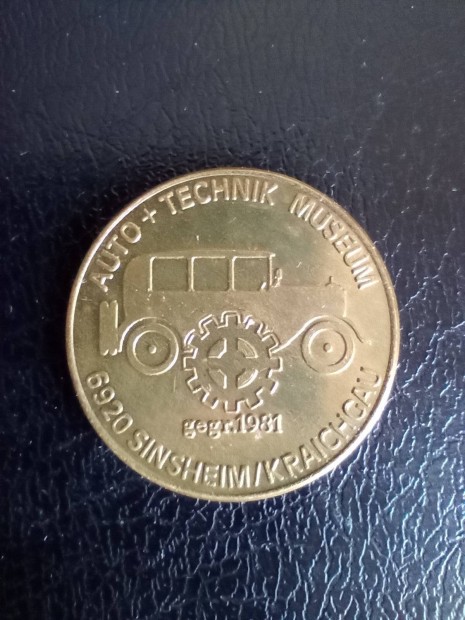 AUTO + TECHNIK MUSEUM
gegr.1981
6920 SINSHEIM/KRAICHGAU